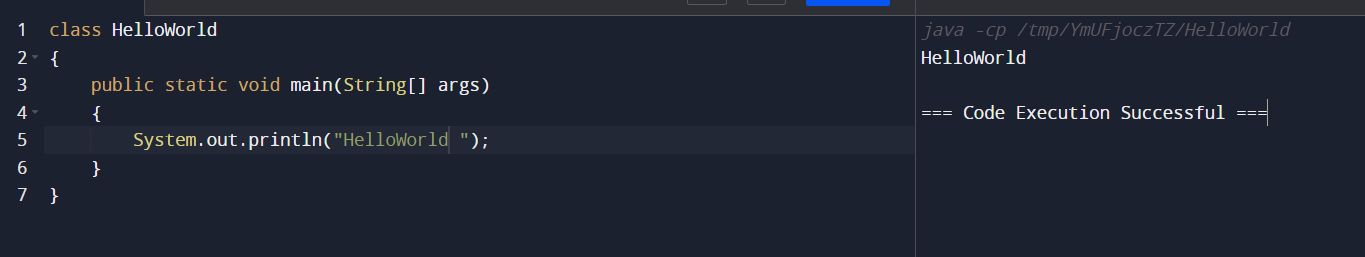 1 class HelloWorld
2 {
3     public static void main(String[] args)
4     {
5         System.out.println("HelloWorld ");
6     }
7 }
java -cp /tmp/YmUFjoczTZ/HelloWorld
HelloWorld
=== Code Execution Successful ===